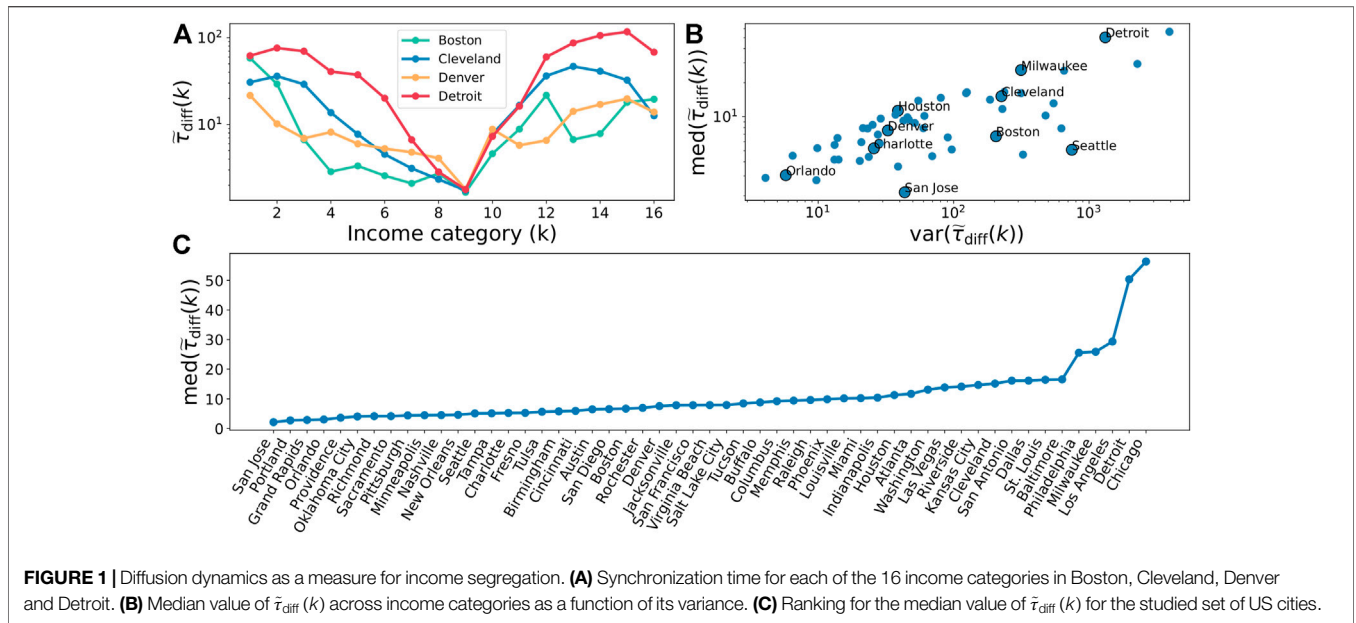 A
10²
10¹
τ̃diff(k)
Boston
Cleveland
Denver
Detroit
2 4 6 8 10 12 14 16
Income category (k)
B
med(τ̃diff(k))
10¹
Detroit
Milwaukee
Cleveland
Houston
Denver
Boston
Charlotte
Seattle
Orlando
San Jose
10¹ 10² 10³
var(τ̃diff(k))
C
med(τ̃diff(k))
50
40
30
20
10
0
San Jose
Portland
Grand Rapids
Orlando
Providence
Oklahoma City
Richmond
Sacramento
Pittsburgh
Minneapolis
Nashville
New Orleans
Seattle
Tampa
Charlotte
Fresno
Tulsa
Birmingham
Cincinnati
Austin
San Diego
Boston
Rochester
Denver
Jacksonville
San Francisco
Virginia Beach
Salt Lake City
Tucson
Buffalo
Columbus
Memphis
Raleigh
Phoenix
Louisville
Miami
Indianapolis
Houston
Atlanta
Washington
Las Vegas
Riverside
Kansas City
Cleveland
San Antonio
Dallas
St. Louis
Baltimore
Philadelphia
Milwaukee
Los Angeles
Detroit
Chicago
FIGURE 1 | Diffusion dynamics as a measure for income segregation. (A) Synchronization time for each of the 16 income categories in Boston, Cleveland, Denver
and Detroit. (B) Median value of τ̃diff (k) across income categories as a function of its variance. (C) Ranking for the median value of τ̃diff (k) for the studied set of US cities.